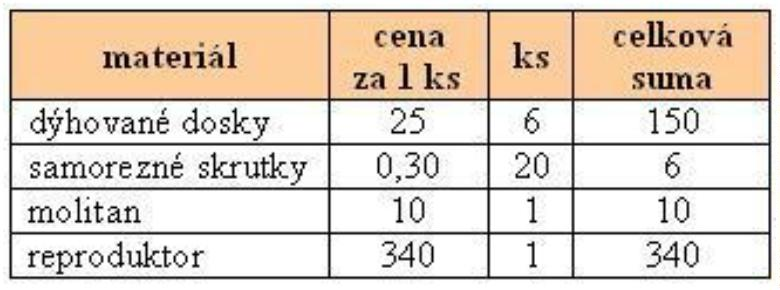 materiál cena za 1 ks ks celková suma
dýhované dosky 25 6 150
samorezné skrutky 0,30 20 6
molitan 10 1 10
reproduktor 340 1 340